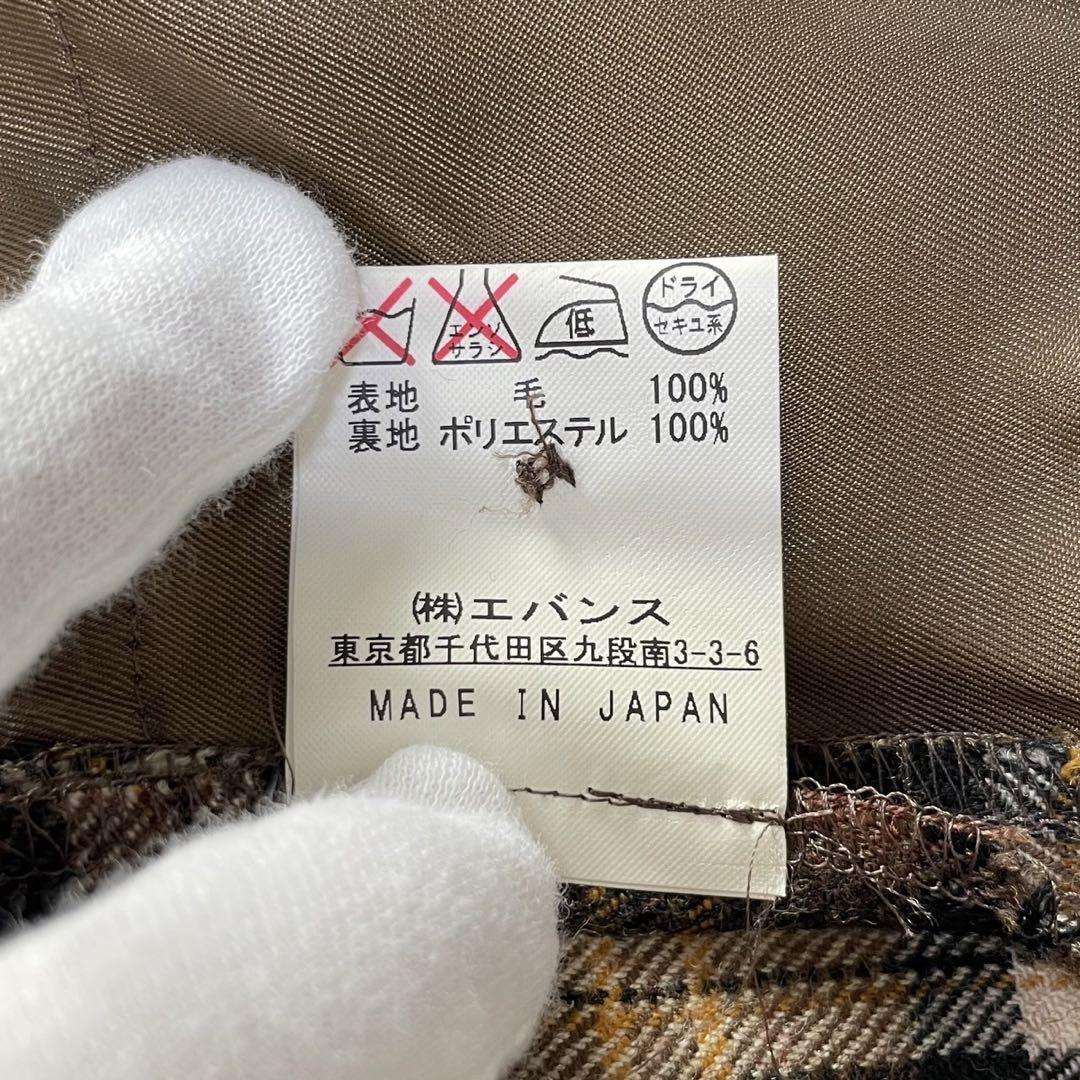 エンソ
サラシ
低
ドライ
セキユ系
表地 毛 100%
裏地 ポリエステル 100%
㈱エバンス
東京都千代田区九段南3-3-6
MADE IN JAPAN